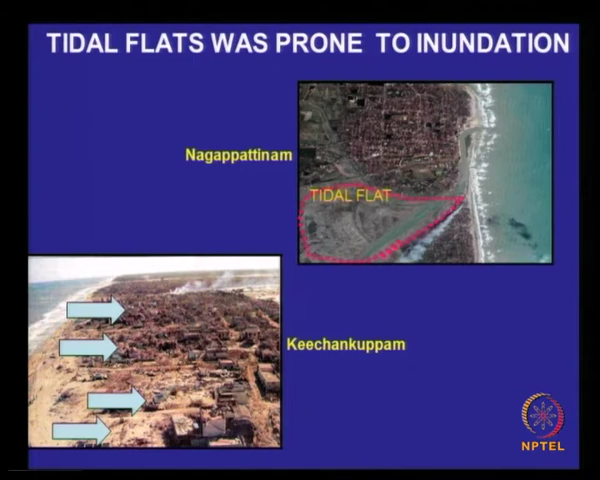 TIDAL FLATS WAS PRONE TO INUNDATION
Nagappattinam
TIDAL FLAT
Keechankuppam
NPTEL